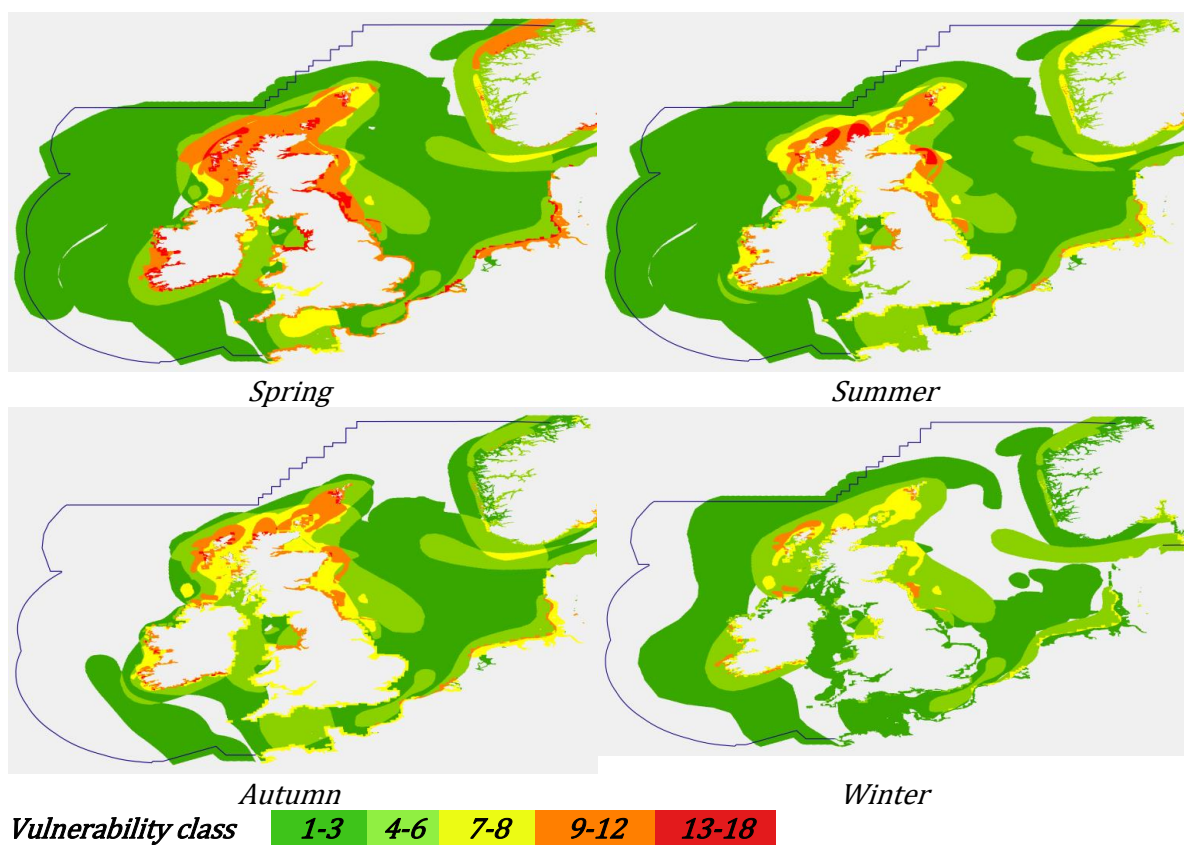 Spring
Summer
Autumn
Winter
Vulnerability class 1-3 4-6 7-8 9-12 13-18